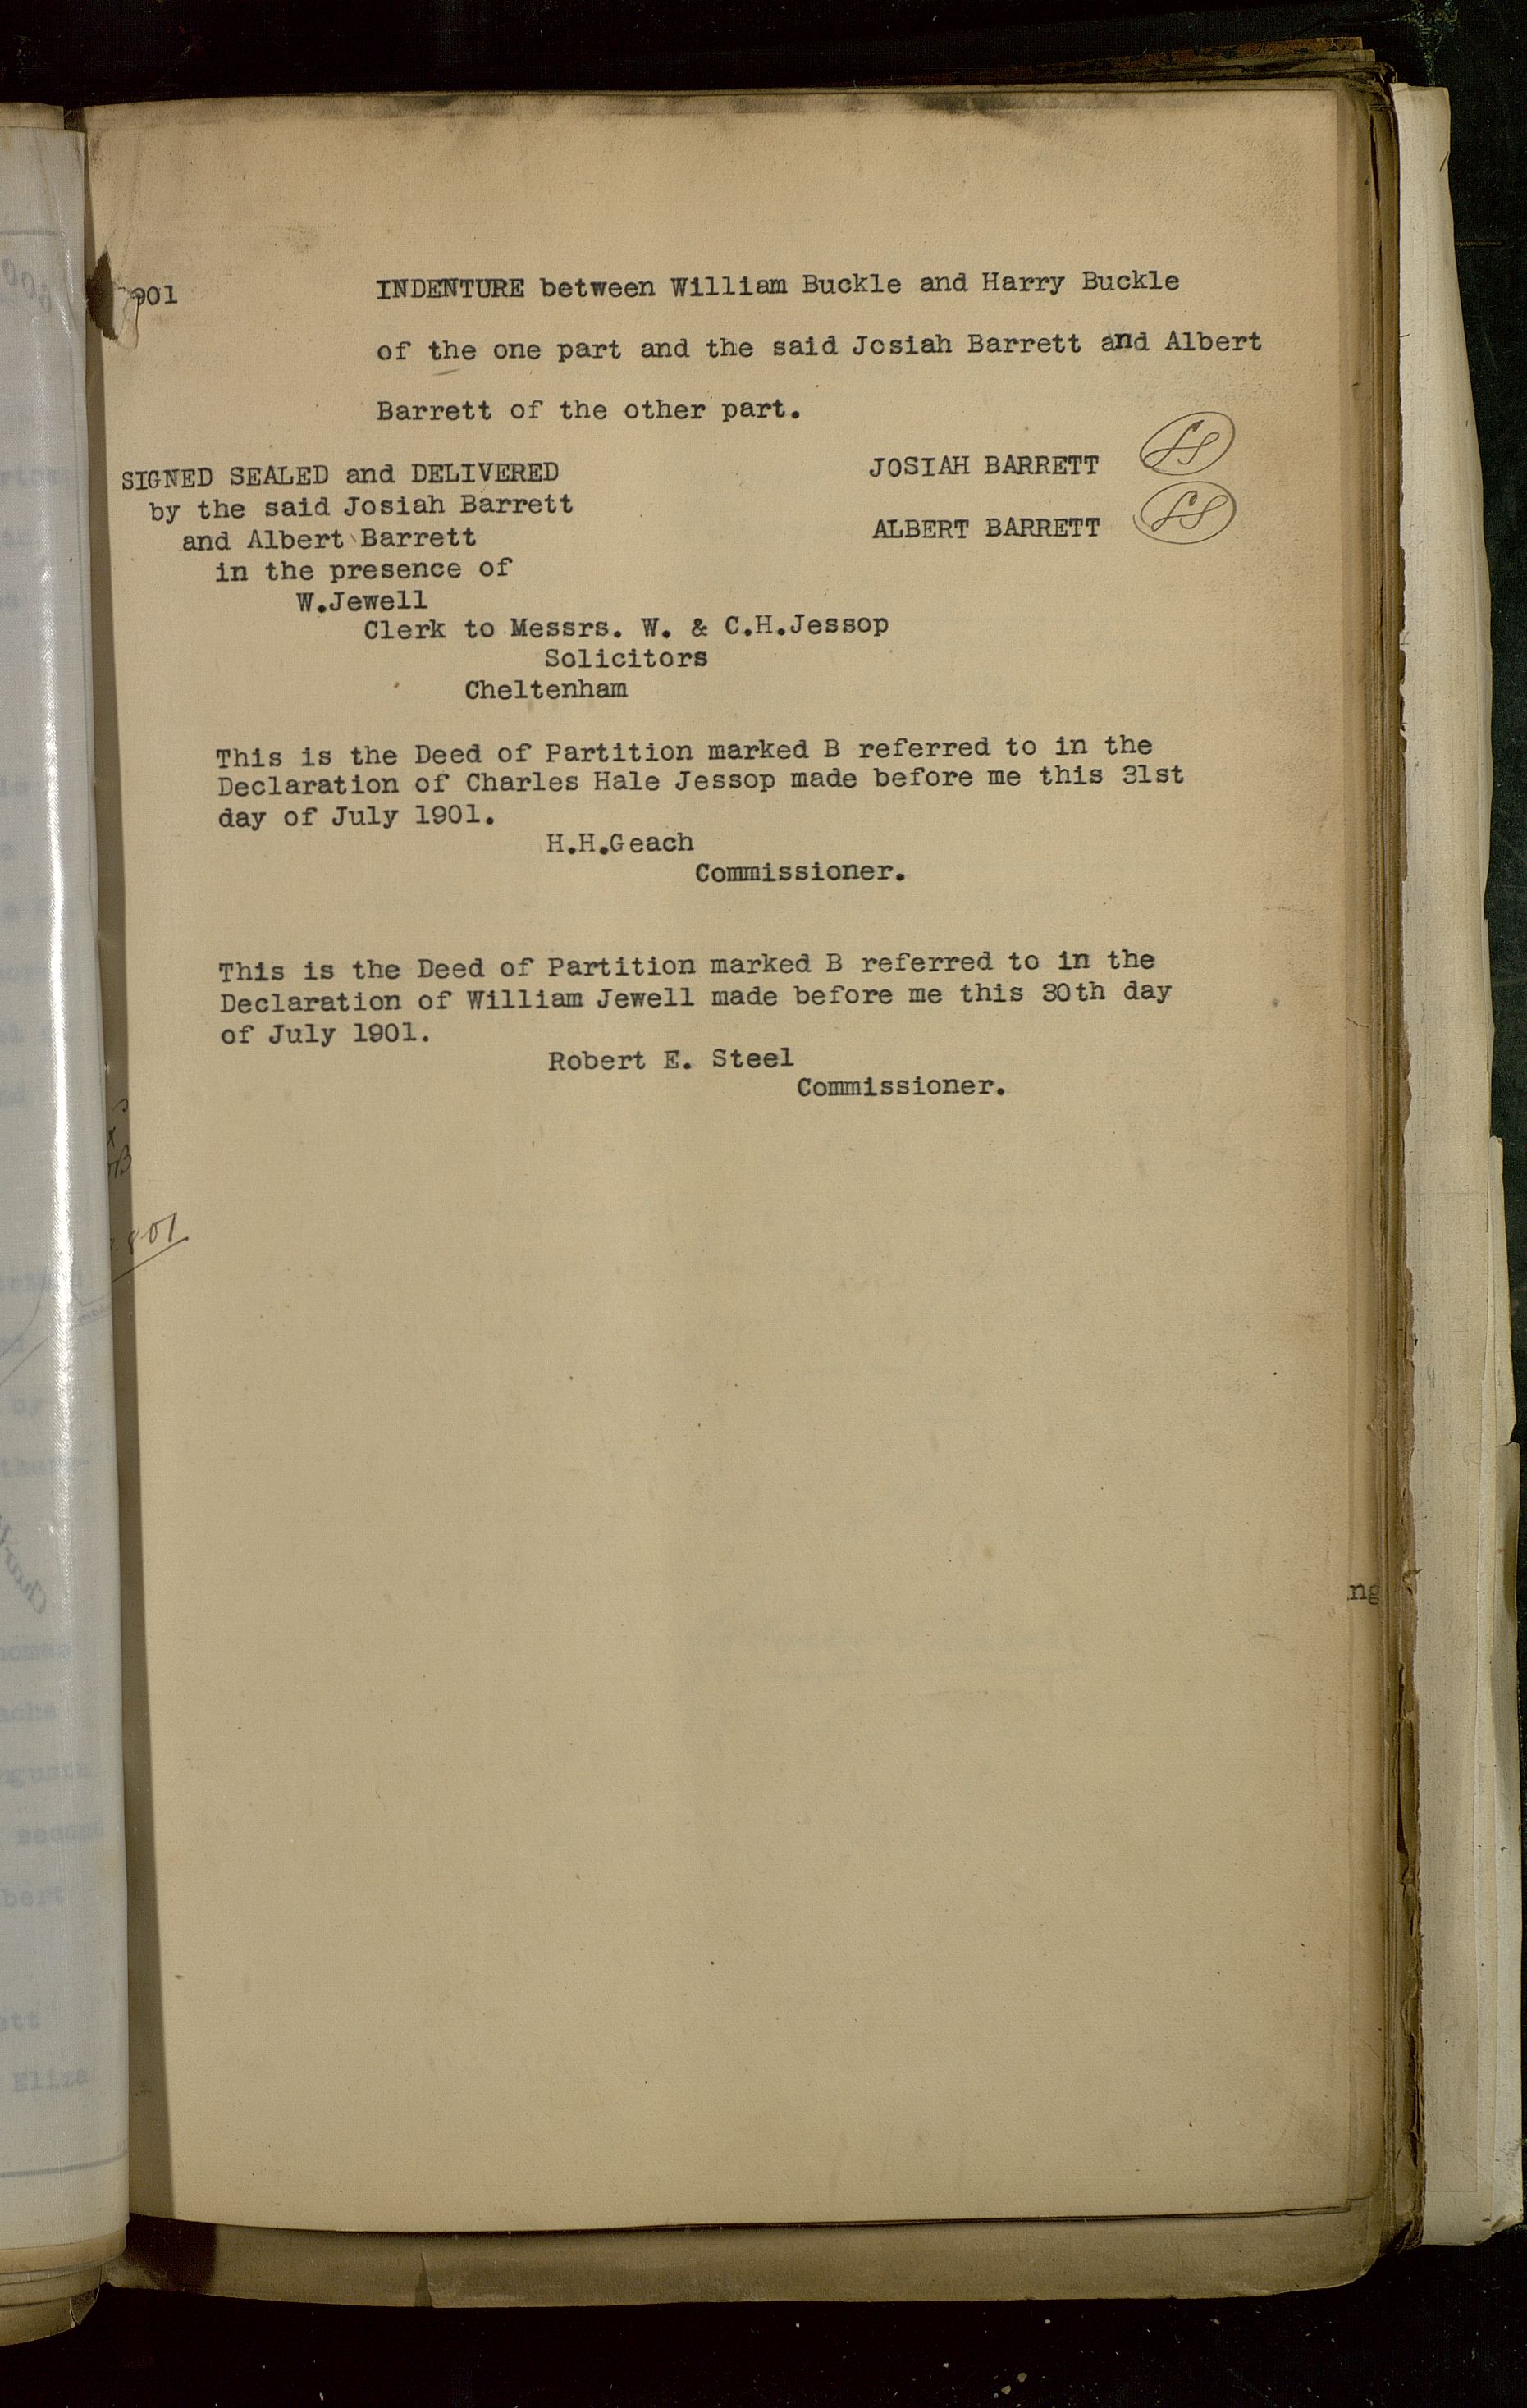 901 INDENTURE between William Buckle and Harry Buckle
of the one part and the said Josiah Barrett and Albert
Barrett of the other part.
SIGNED SEALED and DELIVERED
by the said Josiah Barrett
and Albert Barrett
in the presence of
W.Jewell
Clerk to Messrs. W. & C.H.Jessop
Solicitors
Cheltenham
JOSIAH BARRETT
ALBERT BARRETT
This is the Deed of Partition marked B referred to in the
Declaration of Charles Hale Jessop made before me this 31st
day of July 1901.
H.H.Geach
Commissioner.
This is the Deed of Partition marked B referred to in the
Declaration of William Jewell made before me this 30th day
of July 1901.
Robert E. Steel
Commissioner.
ng
second
Eliza